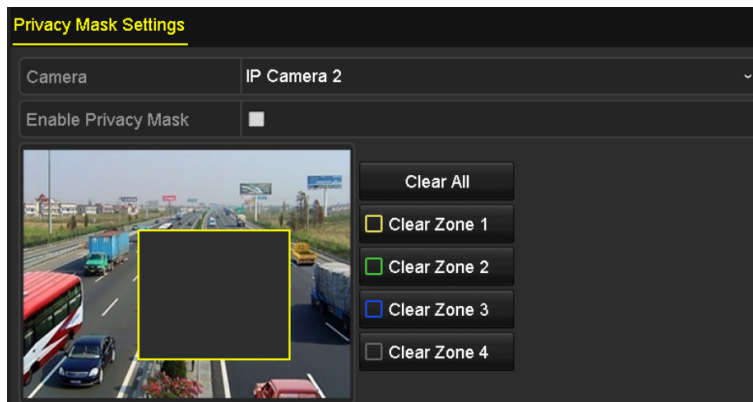 Privacy Mask Settings
Camera IP Camera 2
Enable Privacy Mask
Clear All
Clear Zone 1
Clear Zone 2
Clear Zone 3
Clear Zone 4